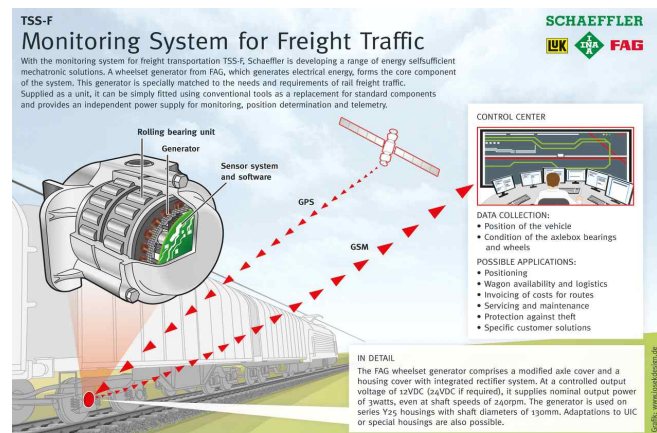 TSS-F
Monitoring System for Freight Traffic
With the monitoring system for freight transportation TSS-F, Schaeffler is developing a range of energy selfsufficient
mechatronic solutions. A wheelset generator from FAG, which generates electrical energy, forms the core component
of the system. This generator is specially matched to the needs and requirements of rail freight traffic.
Supplied as a unit, it can be simply fitted using conventional tools as a replacement for standard components
and provides an independent power supply for monitoring, position determination and telemetry.
SCHAEFFLER
LUK
INA
FAG
Rolling bearing unit
Generator
Sensor system
and software
GPS
GSM
CONTROL CENTER
DATA COLLECTION:
• Position of the vehicle
• Condition of the axlebox bearings
and wheels
POSSIBLE APPLICATIONS:
• Positioning
• Wagon availability and logistics
• Invoicing of costs for routes
• Servicing and maintenance
• Protection against theft
• Specific customer solutions
IN DETAIL
The FAG wheelset generator comprises a modified axle cover and a
housing cover with integrated rectifier system. At a controlled output
voltage of 12VDC (24VDC if required), it supplies nominal output power
of 3watts, even at shaft speeds of 240rpm. The generator is used on
series Y25 housings with shaft diameters of 130mm. Adaptations to UIC
or special housings are also possible.
Grafik: www.josekdesign.de